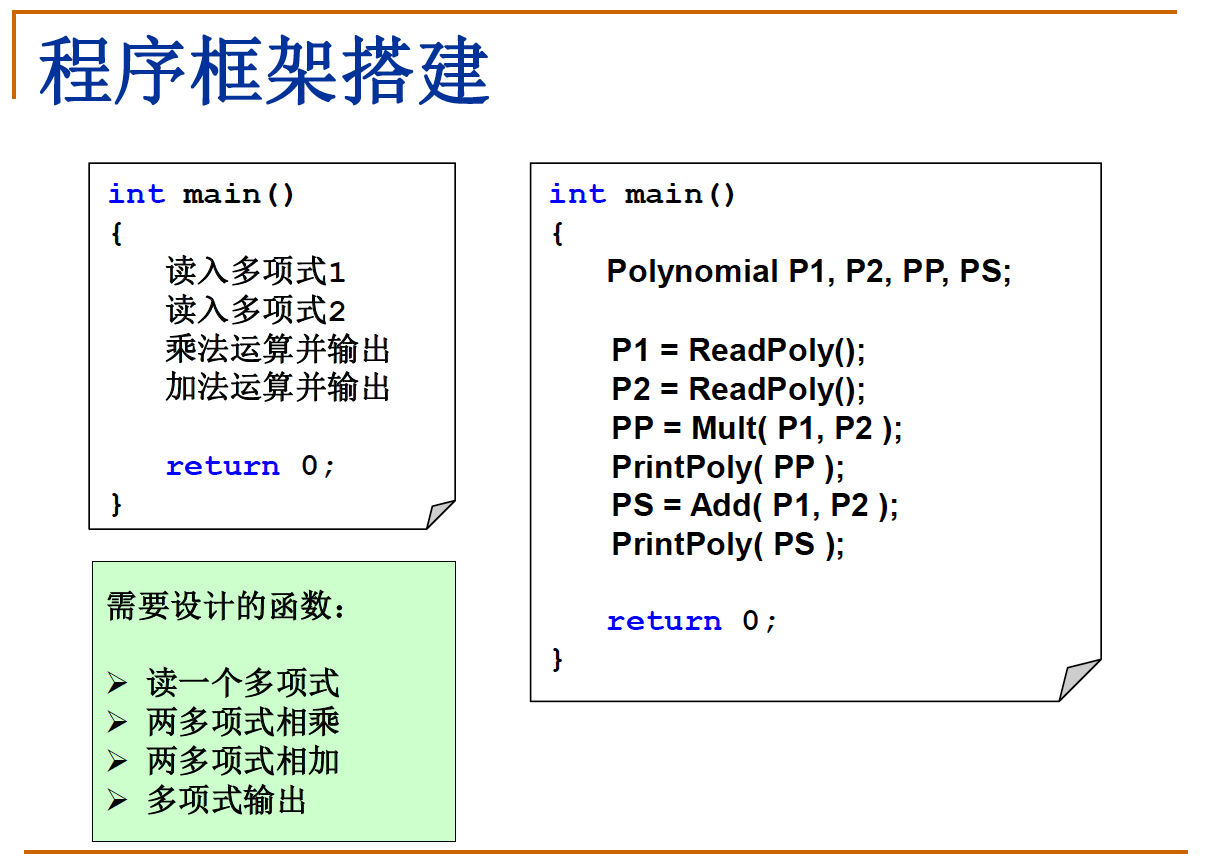 程序框架搭建
int main()
{
读入多项式1
读入多项式2
乘法运算并输出
加法运算并输出
return 0;
}
需要设计的函数：
➢ 读一个多项式
➢ 两多项式相乘
➢ 两多项式相加
➢ 多项式输出
int main()
{
Polynomial P1, P2, PP, PS;
P1 = ReadPoly();
P2 = ReadPoly();
PP = Mult( P1, P2 );
PrintPoly( PP );
PS = Add( P1, P2 );
PrintPoly( PS );
return 0;
}